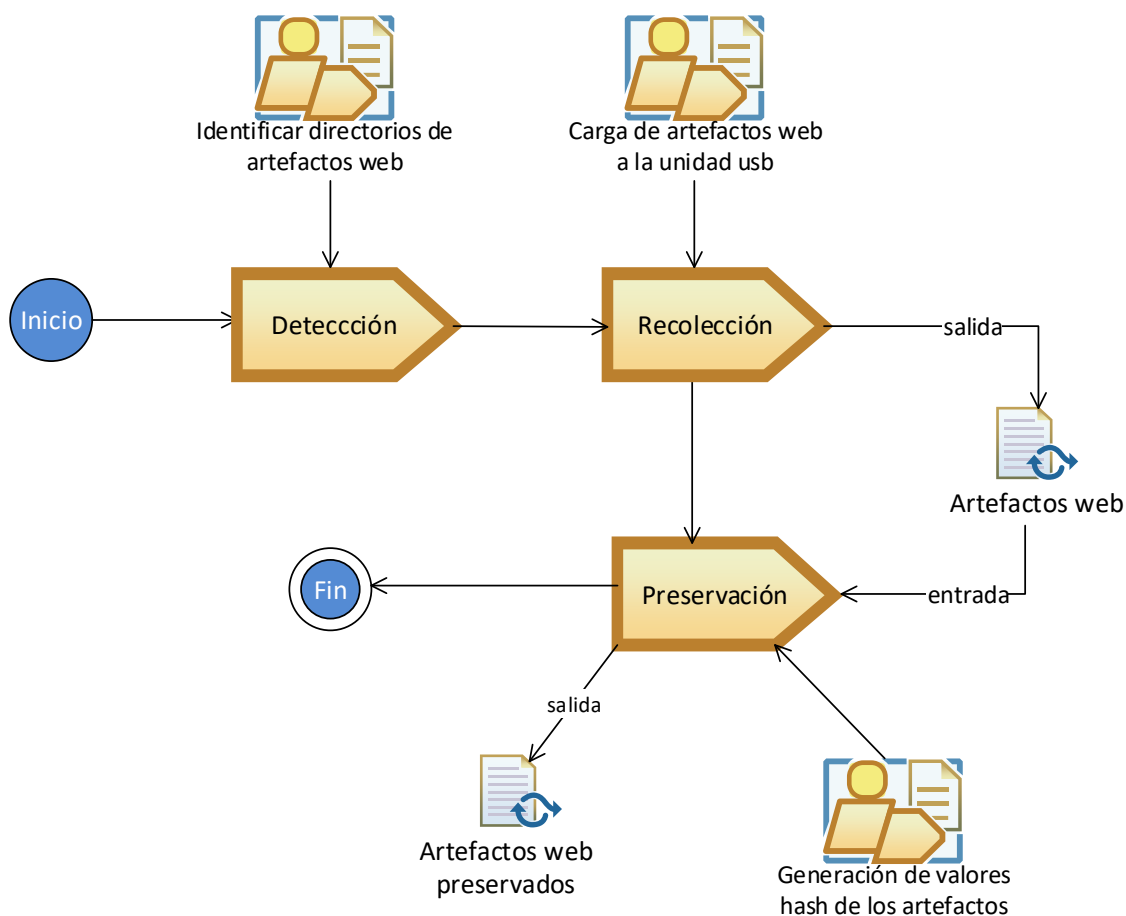 Identificar directorios de
artefactos web
Carga de artefactos web
a la unidad usb
Inicio
Deteccción
Recolección
salida
Artefactos web
Fin
Preservación
entrada
salida
Artefactos web
preservados
Generación de valores
hash de los artefactos